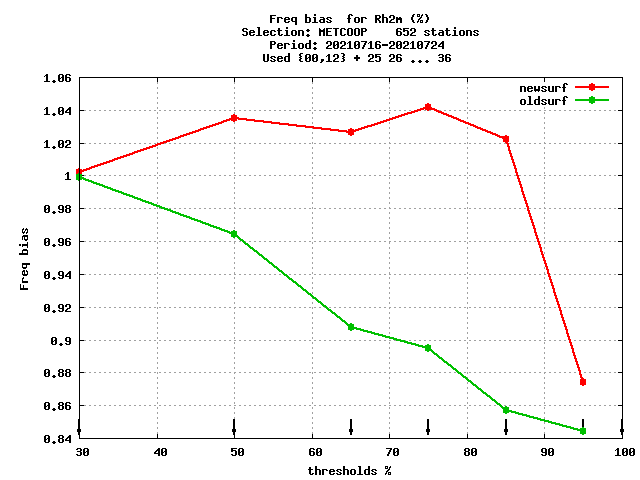 Freq bias  for Rh2m (%)
Selection: METCOOP    652 stations
Period: 20210716-20210724
Used {00,12} + 25 26 ... 36
newsurf
oldsurf
1.06
1.04
1.02
1
0.98
0.96
0.94
0.92
0.9
0.88
0.86
0.84
Freq bias
30 40 50 60 70 80 90 100
thresholds %